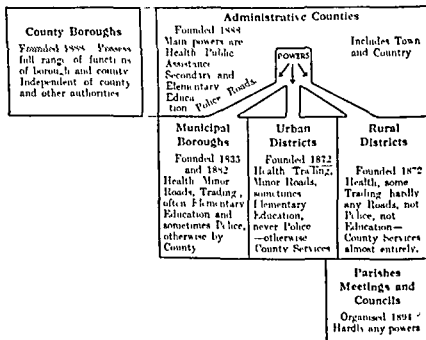 County Boroughs
Founded 1888. Possess
full range of functions
of borough and county
Independent of county
and other authorities
Administrative Counties
Founded 1888
Main powers are
Health Public
Assistance
Secondary and
Elementary
Educa
tion Police Roads.
POWERS
Includes Town
and Country
Municipal
Boroughs
Founded 1833
and 1882
Health Minor
Roads, Trading,
often Elementary
Education and
sometimes Police,
otherwise by
County
Urban
Districts
Founded 1872
Health Trading,
Minor Roads,
sometimes
Elementary
Education,
never Police
—otherwise
County Services
Rural
Districts
Founded 1872
Health, some
Trading hardly
any Roads, not
Police, not
Education—
County Services
almost entirely.
Parishes
Meetings and
Councils
Organised 1894
Hardly any powers